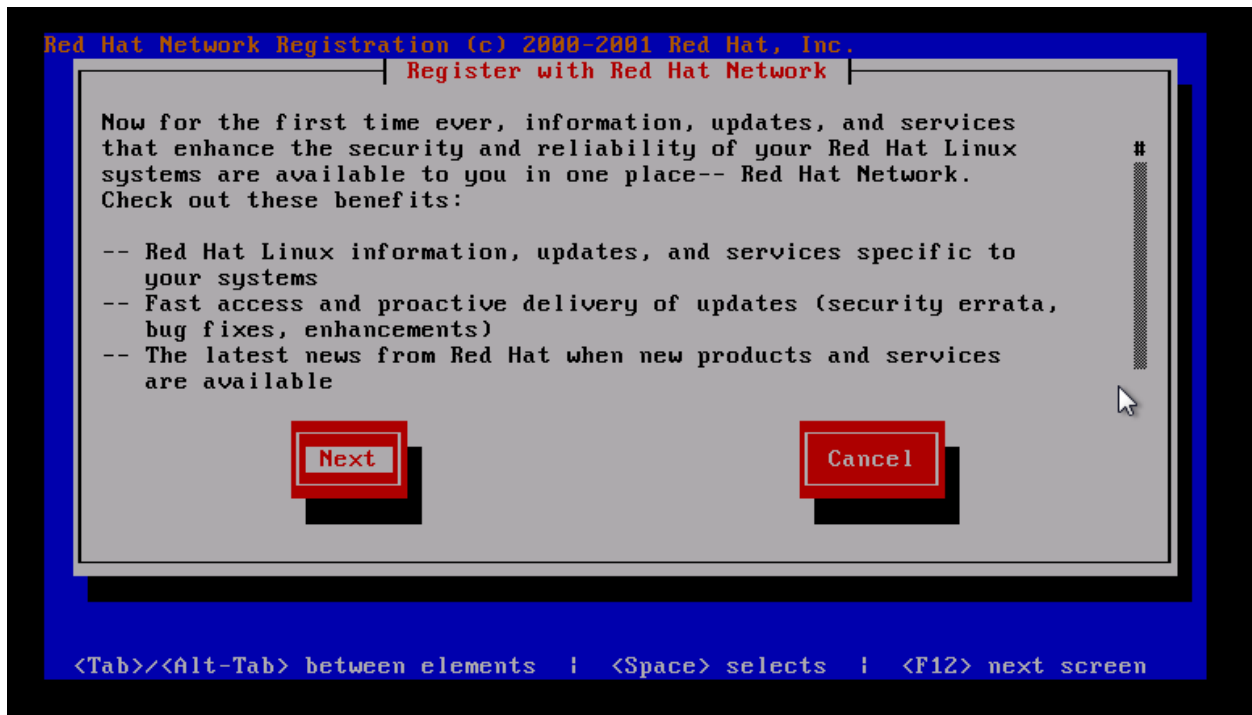 Red Hat Network Registration (c) 2000-2001 Red Hat, Inc.
Register with Red Hat Network
Now for the first time ever, information, updates, and services
that enhance the security and reliability of your Red Hat Linux
systems are available to you in one place-- Red Hat Network.
Check out these benefits:
-- Red Hat Linux information, updates, and services specific to
your systems
-- Fast access and proactive delivery of updates (security errata,
bug fixes, enhancements)
-- The latest news from Red Hat when new products and services
are available
#
Next
Cancel
<Tab>/<Alt-Tab> between elements | <Space> selects | <F12> next screen